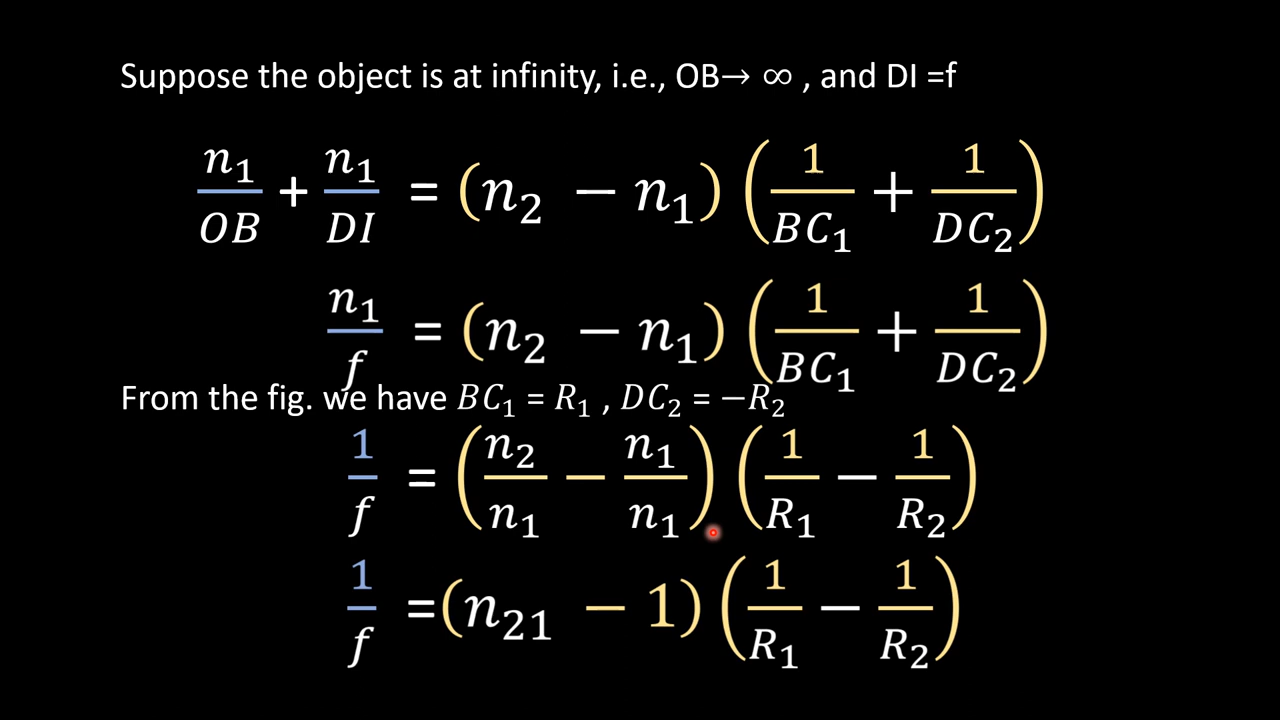 Suppose the object is at infinity, i.e., OB→ ∞ , and DI =f
n₁/OB + n₁/DI = (n₂ − n₁) (1/BC₁ + 1/DC₂)
n₁/f = (n₂ − n₁) (1/BC₁ + 1/DC₂)
From the fig. we have BC₁ = R₁ , DC₂ = −R₂
1/f = (n₂/n₁ − n₁/n₁) (1/R₁ − 1/R₂)
1/f =(n₂₁ − 1) (1/R₁ − 1/R₂)